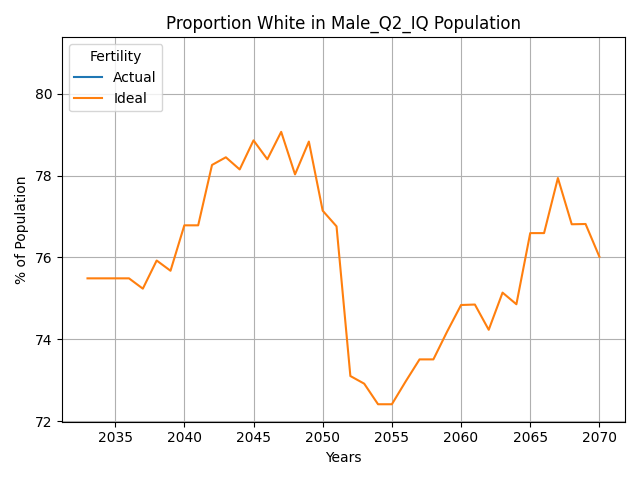 Proportion White in Male_Q2_IQ Population
Fertility
Actual
Ideal
% of Population
80
78
76
74
72
2035 2040 2045 2050 2055 2060 2065 2070
Years